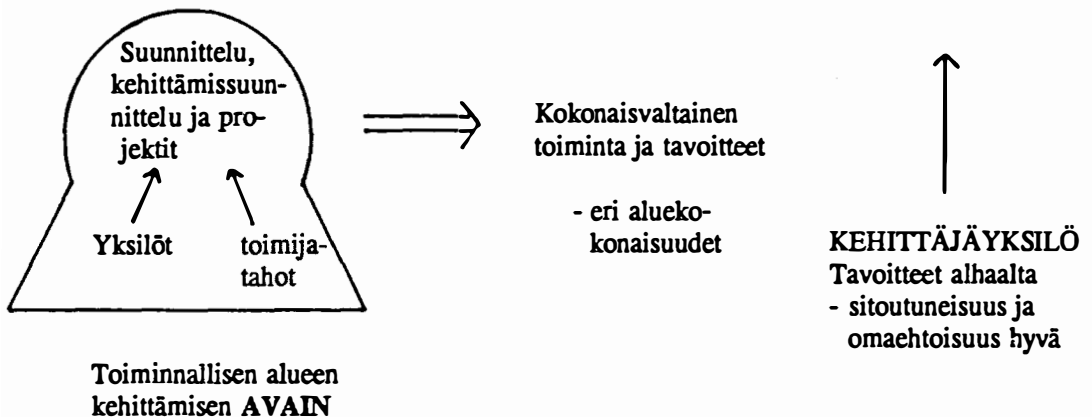 Suunnittelu,
kehittämissuun-
nittelu ja pro-
jektit
Yksilöt
toimija-
tahot
Toiminnallisen alueen
kehittämisen AVAIN
Kokonaisvaltainen
toiminta ja tavoitteet
- eri alueko-
konaisuudet
KEHITTÄJÄYKSILÖ
Tavoitteet alhaalta
- sitoutuneisuus ja
omaehtoisuus hyvä